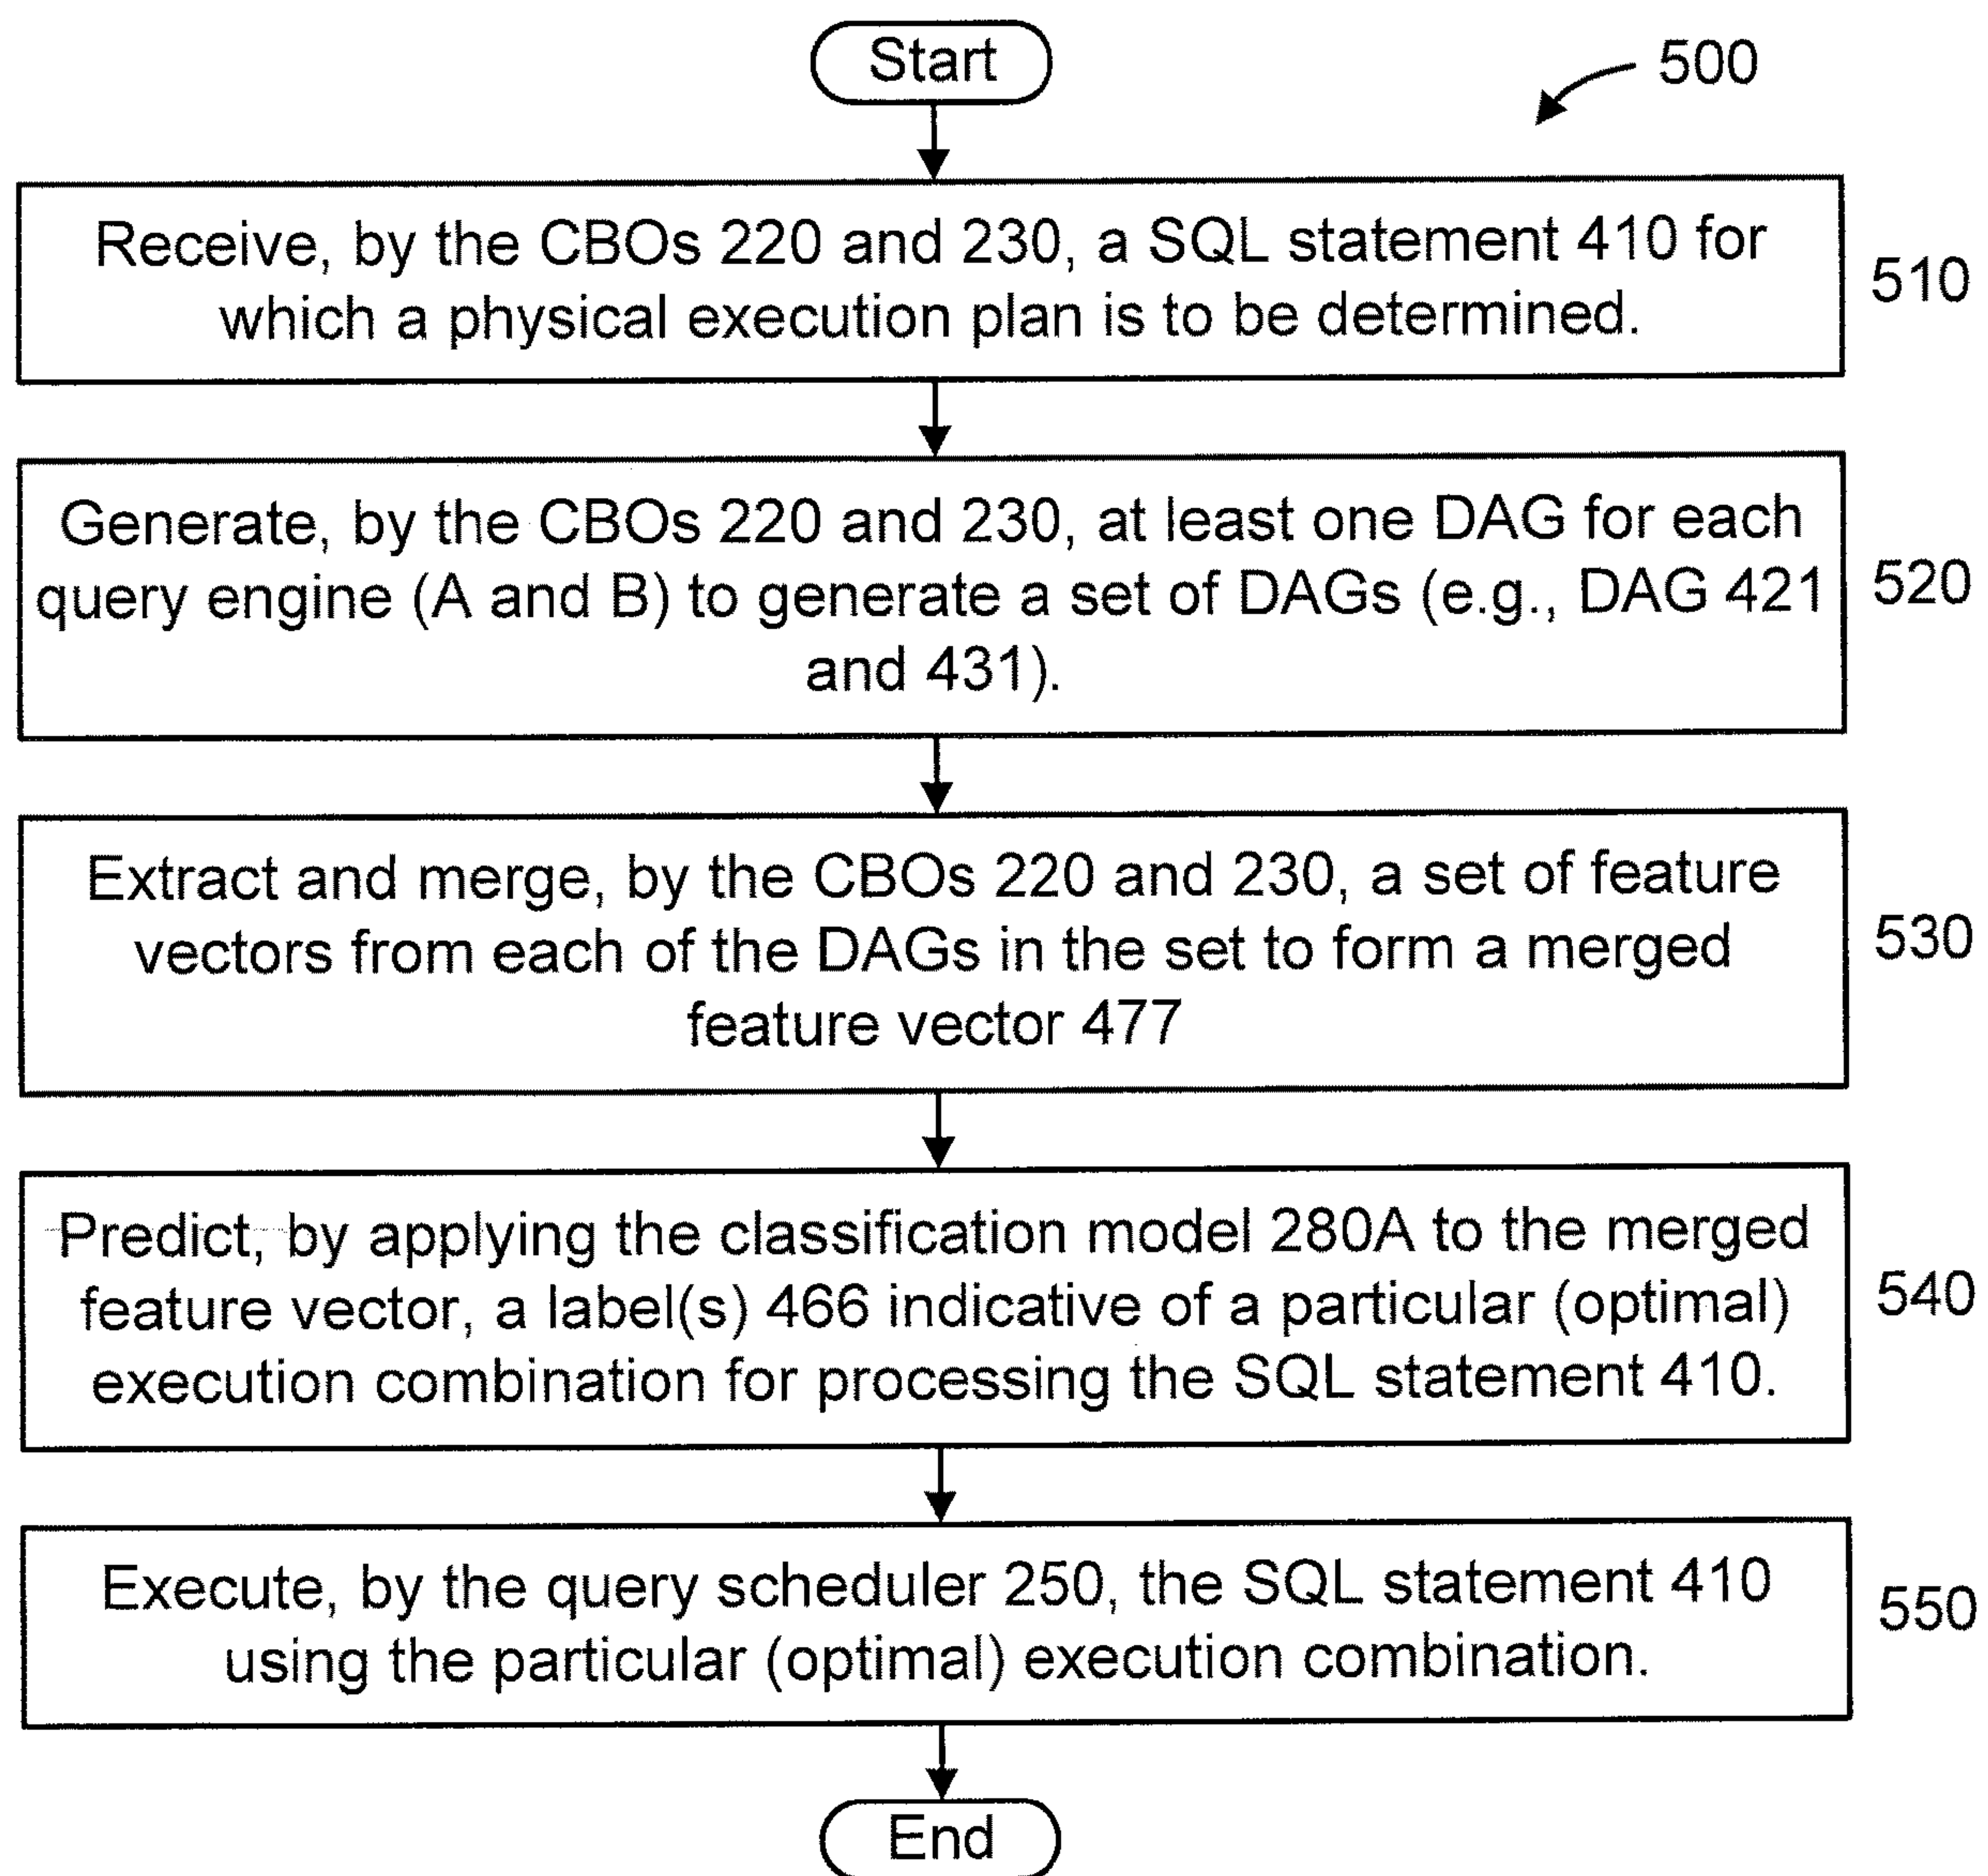 Start
500
Receive, by the CBOs 220 and 230, a SQL statement 410 for
which a physical execution plan is to be determined.
510
Generate, by the CBOs 220 and 230, at least one DAG for each
query engine (A and B) to generate a set of DAGs (e.g., DAG 421
and 431).
520
Extract and merge, by the CBOs 220 and 230, a set of feature
vectors from each of the DAGs in the set to form a merged
feature vector 477
530
Predict, by applying the classification model 280A to the merged
feature vector, a label(s) 466 indicative of a particular (optimal)
execution combination for processing the SQL statement 410.
540
Execute, by the query scheduler 250, the SQL statement 410
using the particular (optimal) execution combination.
550
End